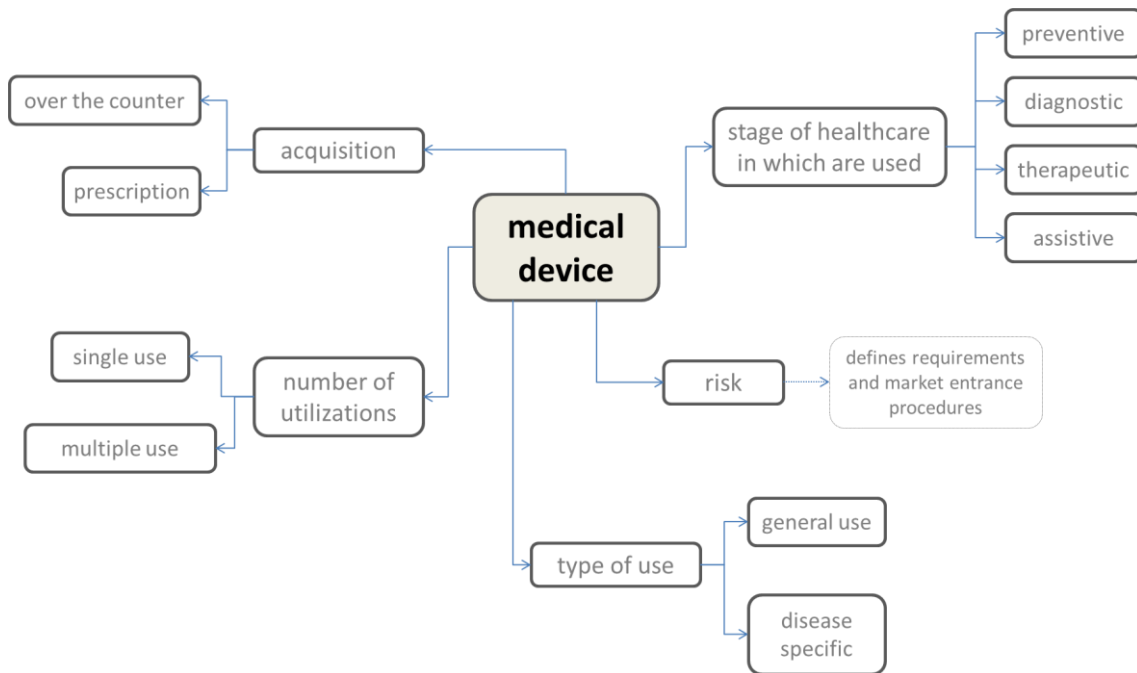 preventive
over the counter
diagnostic
stage of healthcare
in which are used
acquisition
therapeutic
prescription
medical
device
assistive
single use
number of
utilizations
risk
defines requirements
and market entrance
procedures
multiple use
general use
type of use
disease
specific